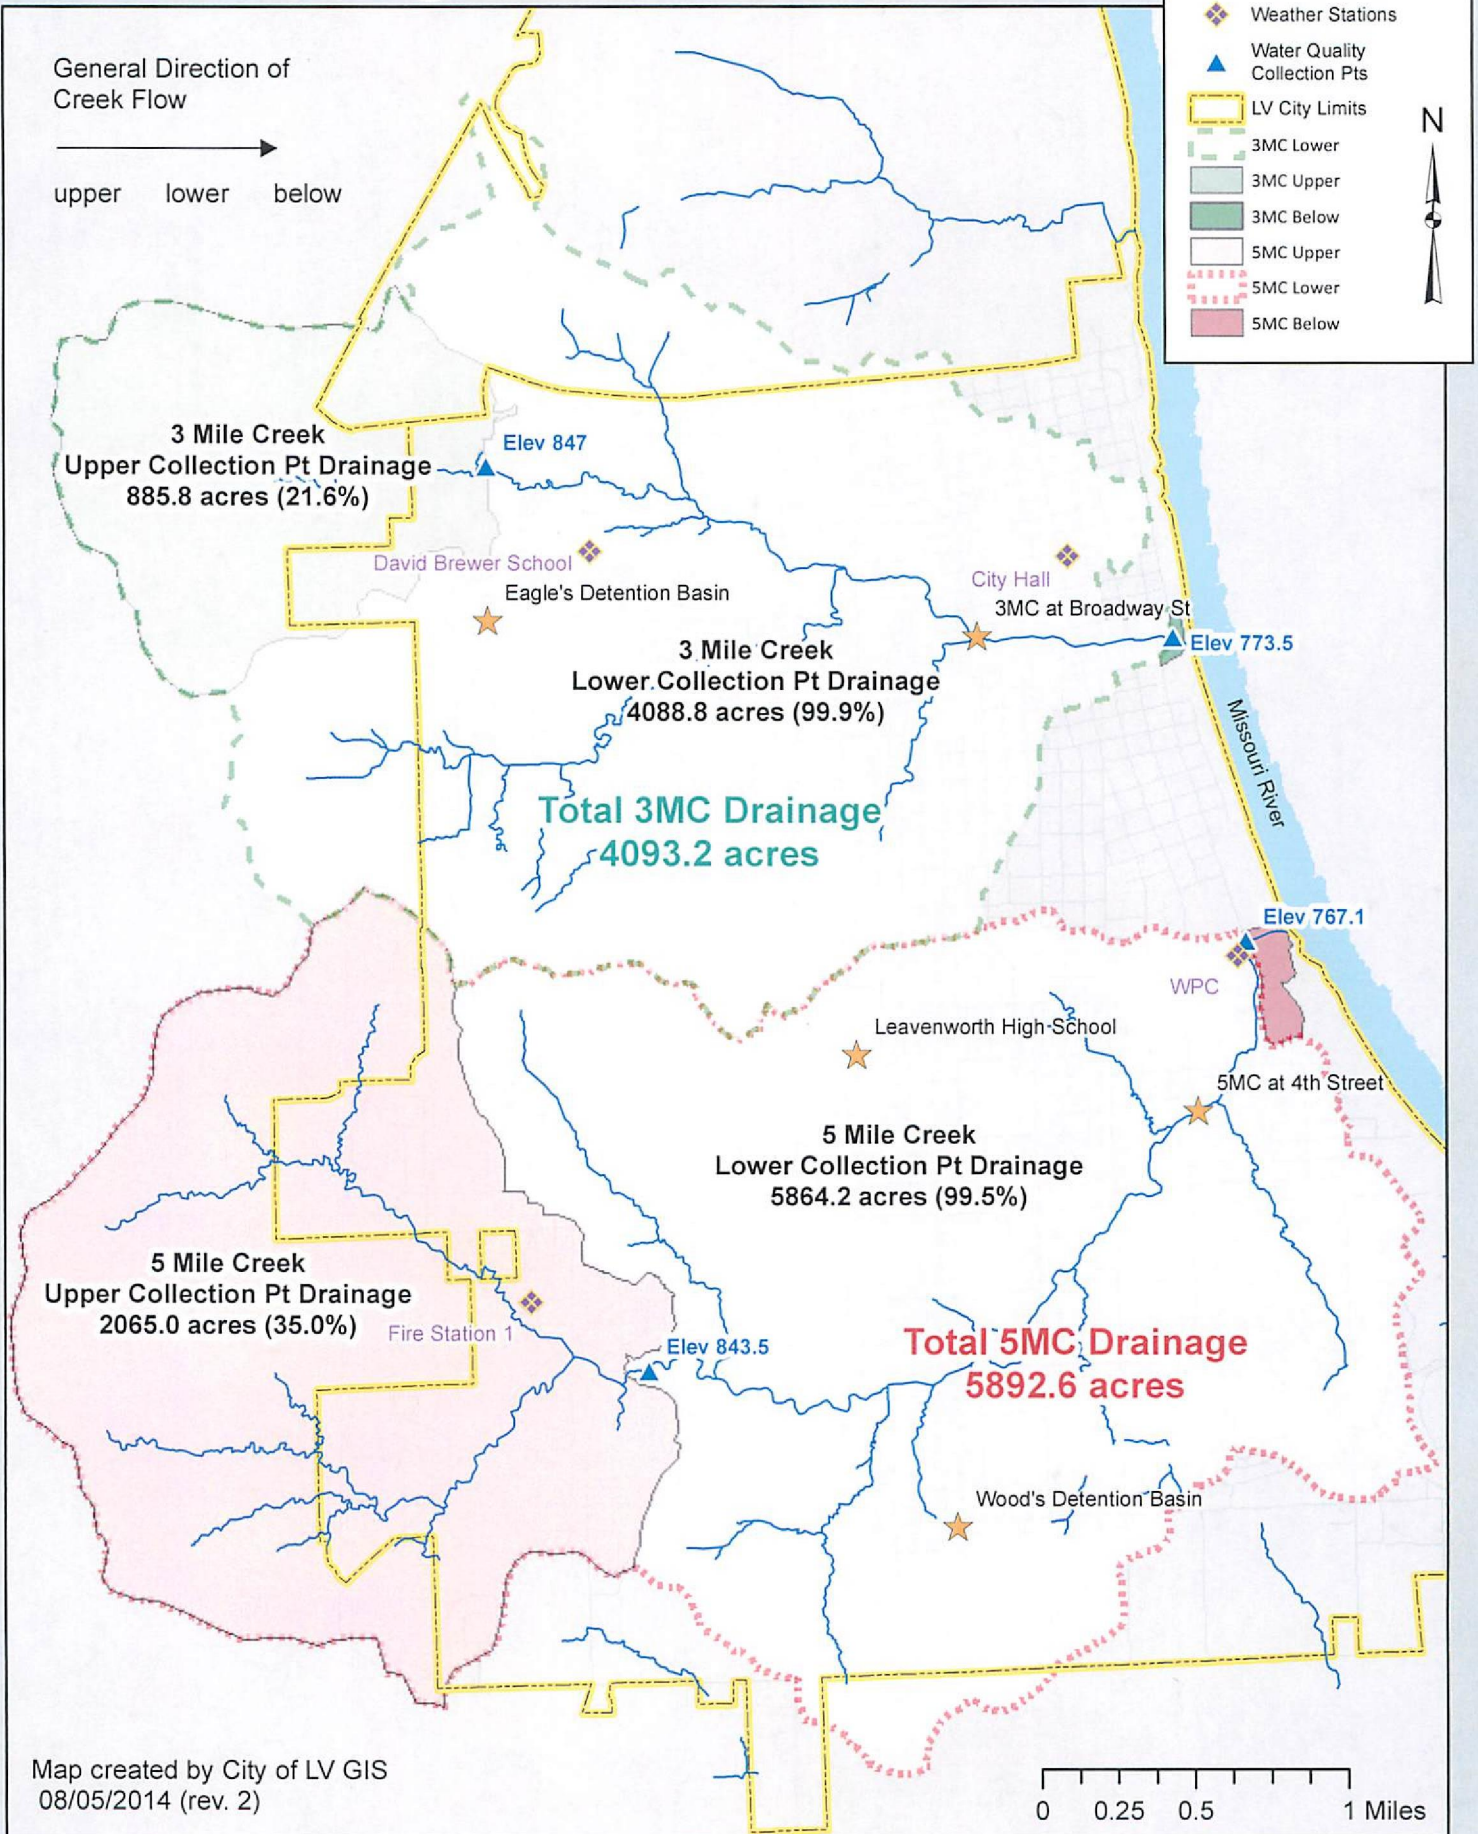 General Direction of
Creek Flow
upper lower below
Weather Stations
Water Quality
Collection Pts
LV City Limits
3MC Lower
3MC Upper
3MC Below
5MC Upper
5MC Lower
5MC Below
N
3 Mile Creek
Upper Collection Pt Drainage
885.8 acres (21.6%)
Elev 847
David Brewer School
Eagle's Detention Basin
City Hall
3MC at Broadway St
Elev 773.5
3 Mile Creek
Lower Collection Pt Drainage
4088.8 acres (99.9%)
Missouri River
Total 3MC Drainage
4093.2 acres
Elev 767.1
WPC
Leavenworth High School
5MC at 4th Street
5 Mile Creek
Lower Collection Pt Drainage
5864.2 acres (99.5%)
5 Mile Creek
Upper Collection Pt Drainage
2065.0 acres (35.0%)
Fire Station 1
Elev 843.5
Total 5MC Drainage
5892.6 acres
Wood's Detention Basin
Map created by City of LV GIS
08/05/2014 (rev. 2)
0 0.25 0.5 1 Miles